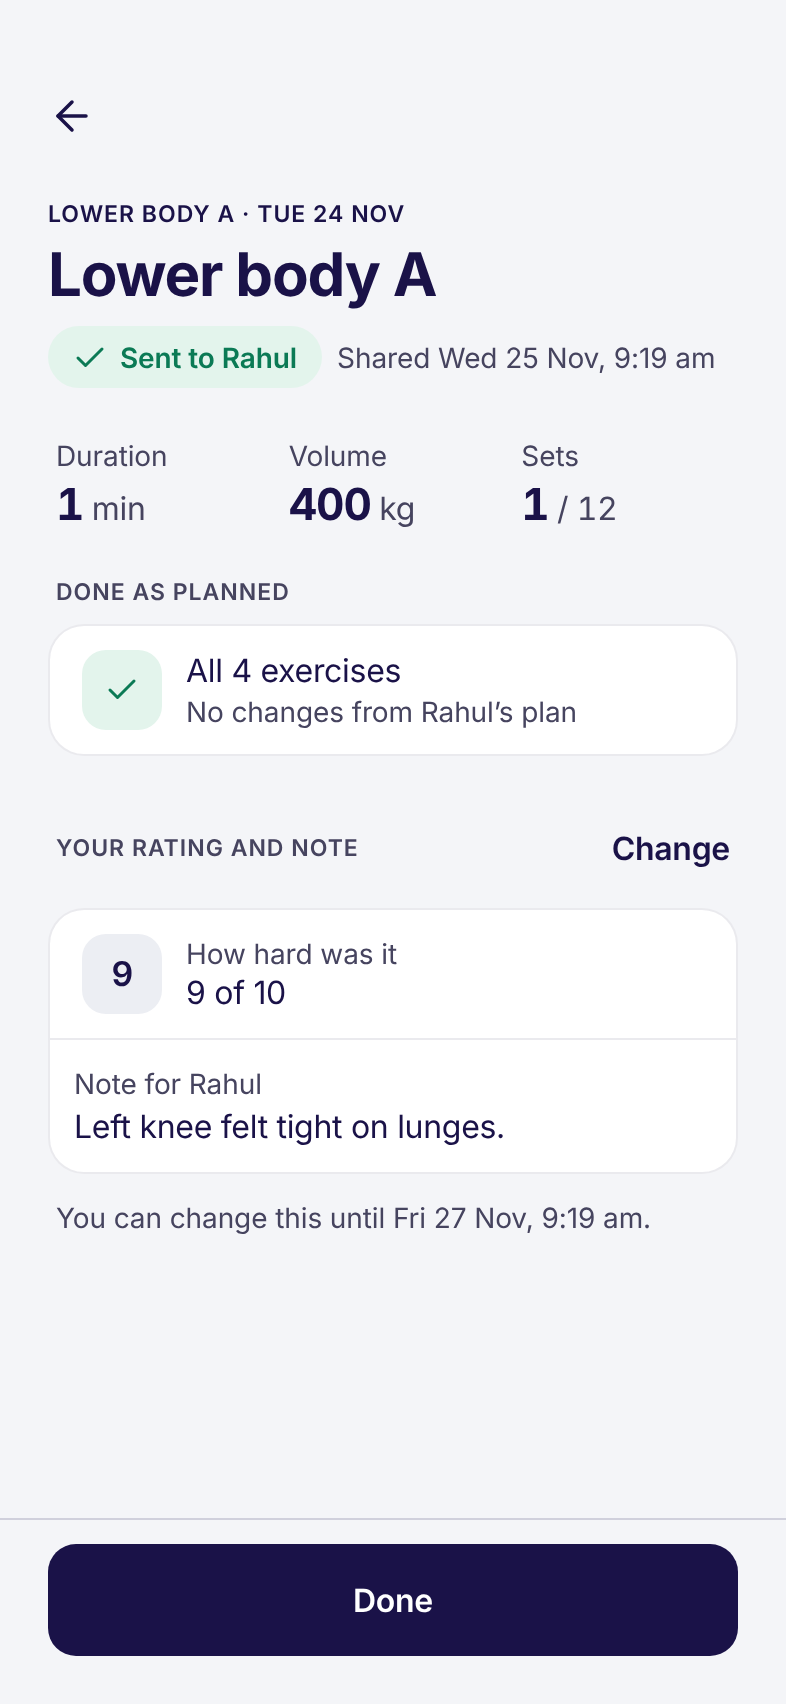 LOWER BODY A · TUE 24 NOV
Lower body A
Sent to Rahul Shared Wed 25 Nov, 9:19 am
Duration Volume Sets
1 min 400 kg 1 / 12
DONE AS PLANNED
All 4 exercises
No changes from Rahul’s plan
YOUR RATING AND NOTE Change
How hard was it
9 9 of 10
Note for Rahul
Left knee felt tight on lunges.
You can change this until Fri 27 Nov, 9:19 am.
Done